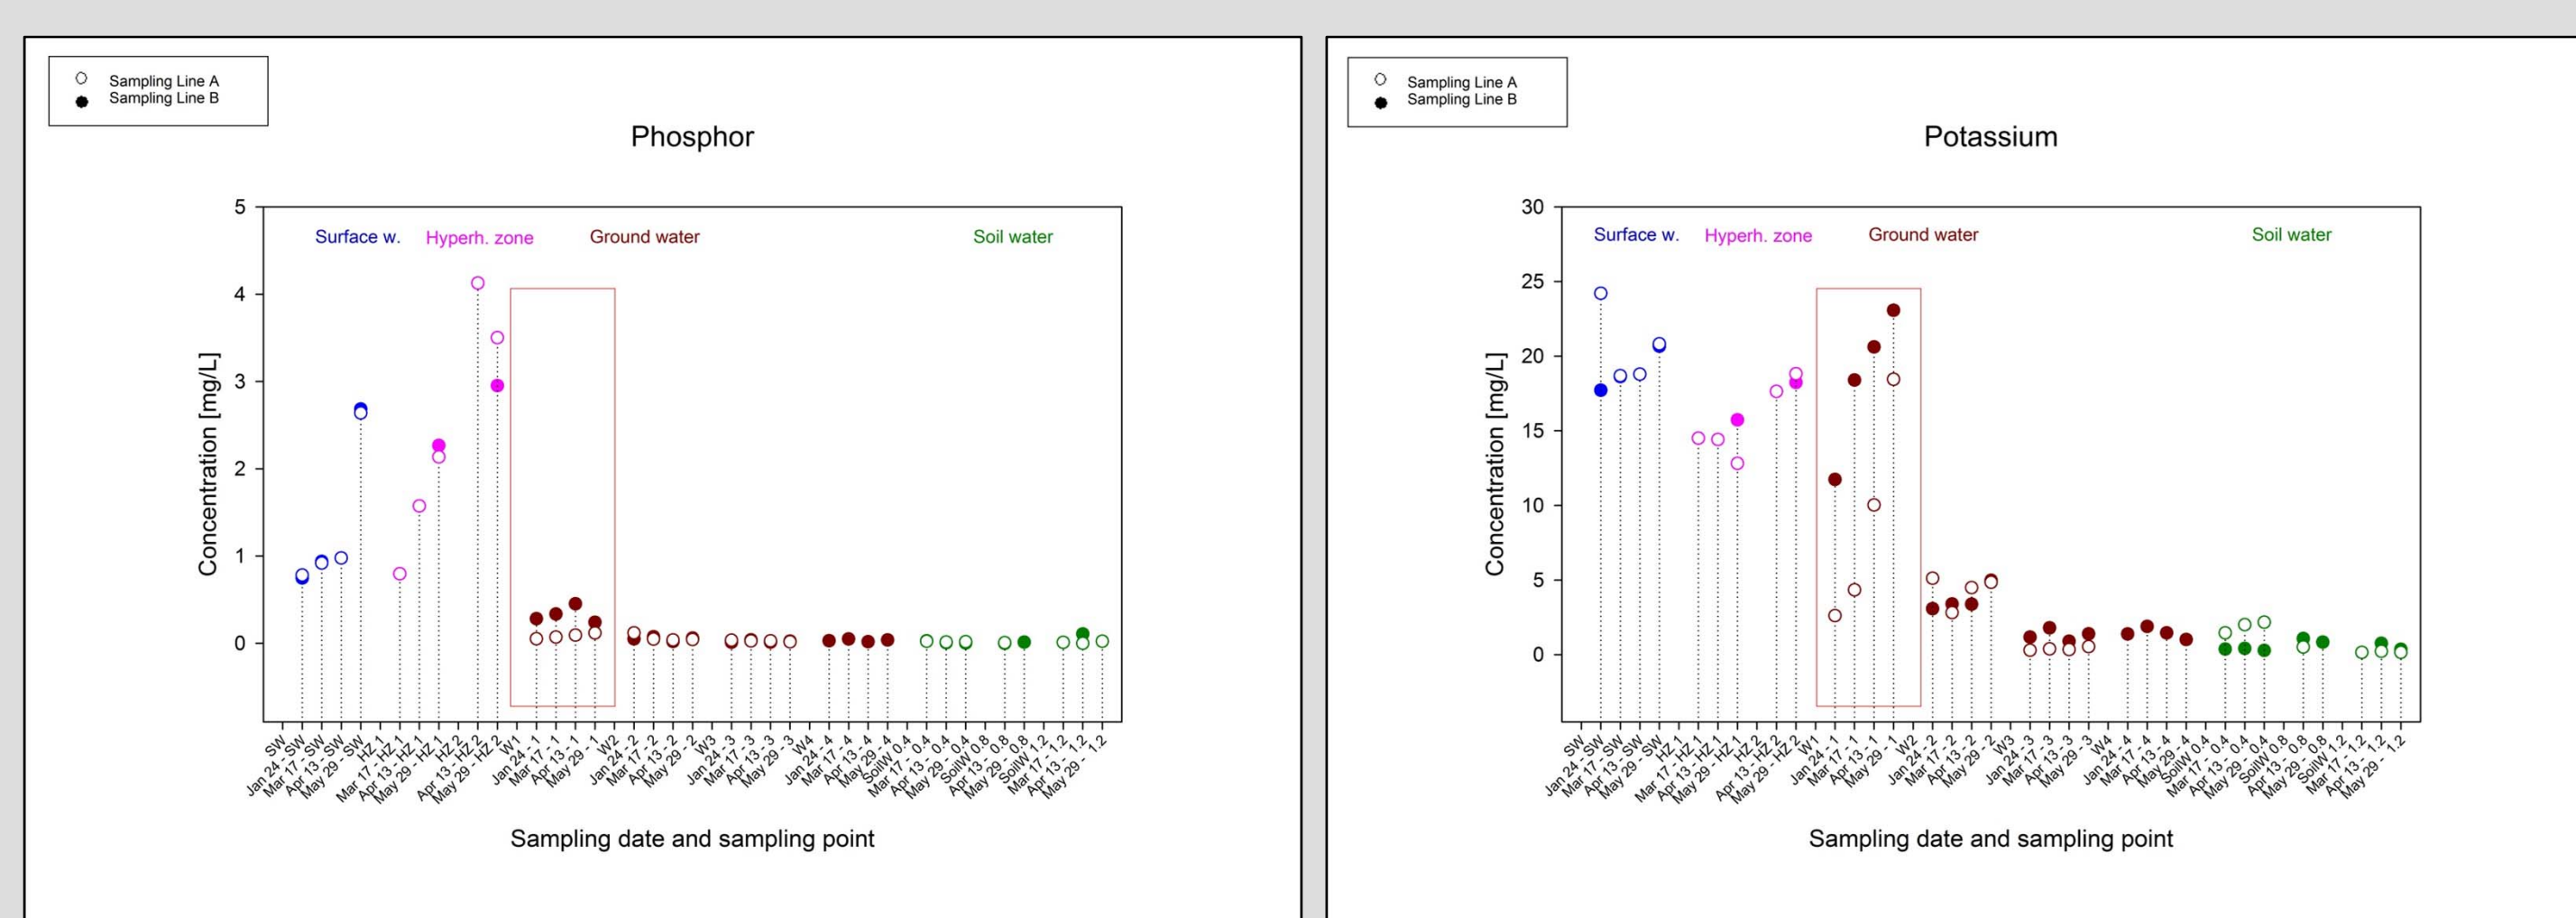 Sampling Line A
Sampling Line B
Phosphor
5
4
3
2
1
0
Concentration [mg/L]
Surface w.
Hyperh. zone
Ground water
Soil water
SW
Jan 24 - SW
Mar 17 - SW
Apr 13 - SW
May 29 - SW
HZ 1
Mar 17 - HZ 1
Apr 13 - HZ 1
May 29 - HZ 1
HZ 2
Apr 13 - HZ 2
May 29 - HZ 2
W1
Jan 24 - 1
Mar 17 - 1
Apr 13 - 1
May 29 - 1
W2
Jan 24 - 2
Mar 17 - 2
Apr 13 - 2
May 29 - 2
W3
Jan 24 - 3
Mar 17 - 3
Apr 13 - 3
May 29 - 3
W4
Jan 24 - 4
Mar 17 - 4
Apr 13 - 4
May 29 - 4
SoilW 0.4
Mar 17 - 0.4
Apr 13 - 0.4
May 29 - 0.4
SoilW 0.8
Apr 13 - 0.8
May 29 - 0.8
SoilW 1.2
Mar 17 - 1.2
Apr 13 - 1.2
May 29 - 1.2
Sampling date and sampling point
Sampling Line A
Sampling Line B
Potassium
30
25
20
15
10
5
0
Concentration [mg/L]
Surface w.
Hyperh. zone
Ground water
Soil water
SW
Jan 24 - SW
Mar 17 - SW
Apr 13 - SW
May 29 - SW
HZ 1
Mar 17 - HZ 1
Apr 13 - HZ 1
May 29 - HZ 1
HZ 2
Apr 13 - HZ 2
May 29 - HZ 2
W1
Jan 24 - 1
Mar 17 - 1
Apr 13 - 1
May 29 - 1
W2
Jan 24 - 2
Mar 17 - 2
Apr 13 - 2
May 29 - 2
W3
Jan 24 - 3
Mar 17 - 3
Apr 13 - 3
May 29 - 3
W4
Jan 24 - 4
Mar 17 - 4
Apr 13 - 4
May 29 - 4
SoilW 0.4
Mar 17 - 0.4
Apr 13 - 0.4
May 29 - 0.4
SoilW 0.8
Apr 13 - 0.8
May 29 - 0.8
SoilW 1.2
Mar 17 - 1.2
Apr 13 - 1.2
May 29 - 1.2
Sampling date and sampling point